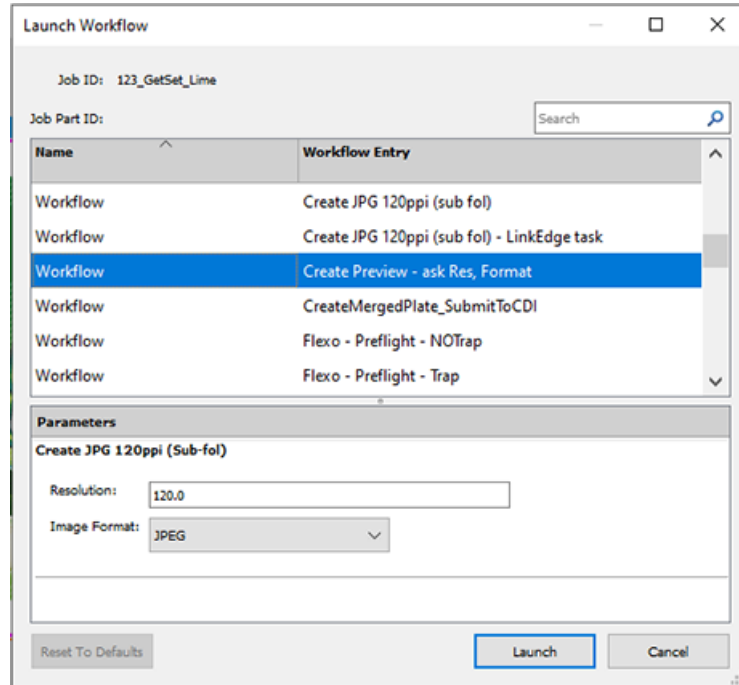 Launch Workflow
Job ID: 123_GetSet_Lime
Job Part ID:
Search
Name Workflow Entry
Workflow Create JPG 120ppi (sub fol)
Workflow Create JPG 120ppi (sub fol) - LinkEdge task
Workflow Create Preview - ask Res, Format
Workflow CreateMergedPlate_SubmitToCDI
Workflow Flexo - Preflight - NOTrap
Workflow Flexo - Preflight - Trap
Parameters
Create JPG 120ppi (Sub-fol)
Resolution: 120.0
Image Format: JPEG
Reset To Defaults Launch Cancel